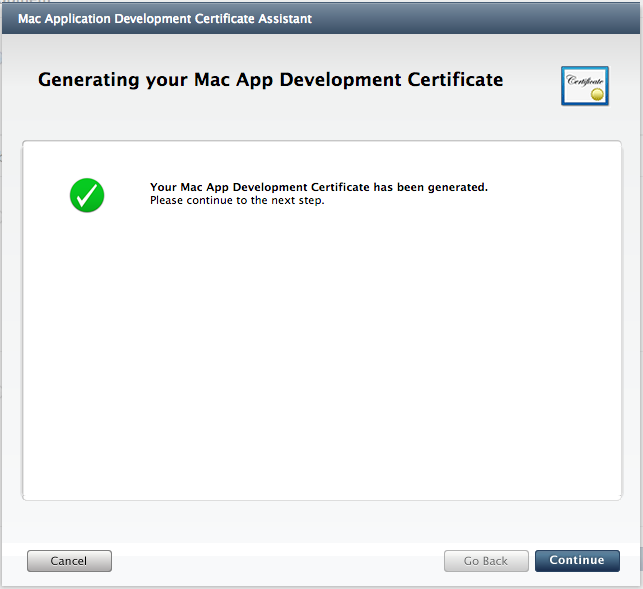 Mac Application Development Certificate Assistant
Generating your Mac App Development Certificate
Certificate
Your Mac App Development Certificate has been generated.
Please continue to the next step.
Cancel
Go Back
Continue